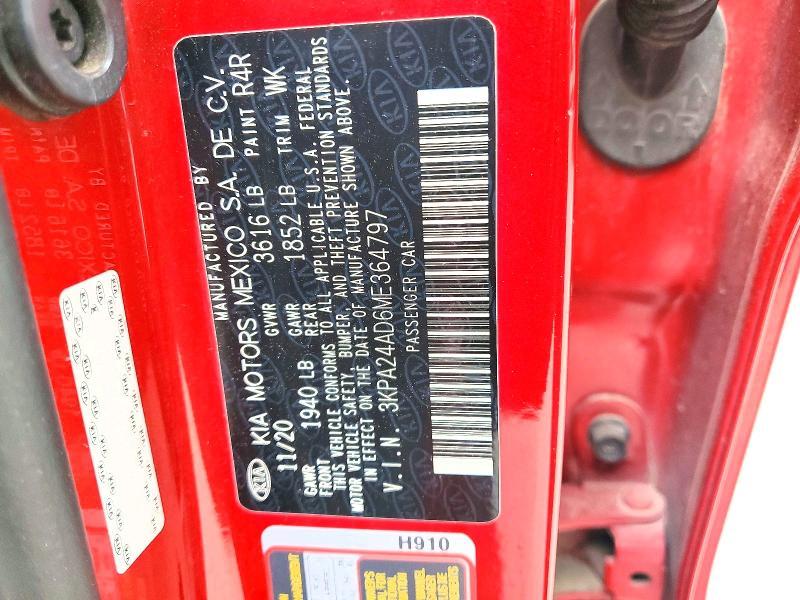 MANUFACTURED BY
KIA KIA MOTORS MEXICO S.A. DE C.V.
11/20 GVWR 3616 LB PAINT R4R
GAWR FRONT 1940 LB GAWR REAR 1852 LB TRIM WK
THIS VEHICLE CONFORMS TO ALL APPLICABLE U.S.A. FEDERAL
MOTOR VEHICLE SAFETY, BUMPER, AND THEFT PREVENTION STANDARDS
IN EFFECT ON THE DATE OF MANUFACTURE SHOWN ABOVE.
V.I.N. 3KPA24AD6ME364797
PASSENGER CAR
H910
DOOR